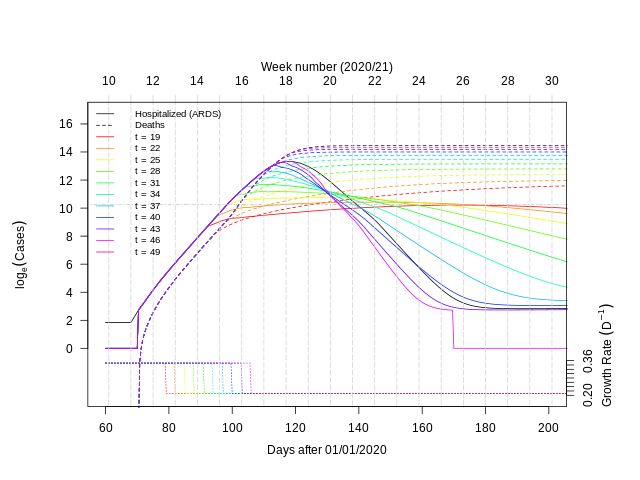 Week number (2020/21)
10 12 14 16 18 20 22 24 26 28 30
Hospitalized (ARDS)
Deaths
t = 19
t = 22
t = 25
t = 28
t = 31
t = 34
t = 37
t = 40
t = 43
t = 46
t = 49
16
14
12
10
8
6
4
2
0
logₑ(Cases)
0.36
0.20
Growth Rate (D⁻¹)
60 80 100 120 140 160 180 200
Days after 01/01/2020